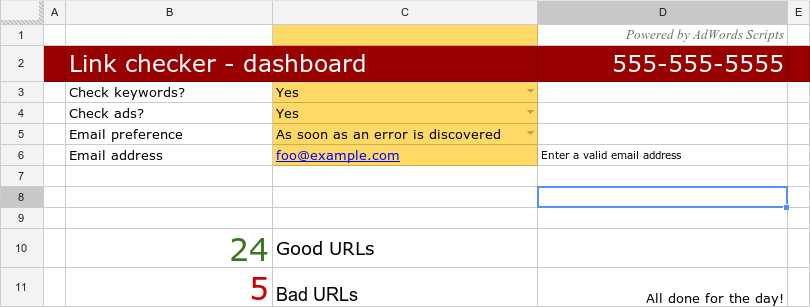 A B C D E
1 Powered by AdWords Scripts
2 Link checker - dashboard 555-555-5555
3 Check keywords? Yes
4 Check ads? Yes
5 Email preference As soon as an error is discovered
6 Email address foo@example.com Enter a valid email address
7
8
9
10 24 Good URLs
11 5 Bad URLs All done for the day!